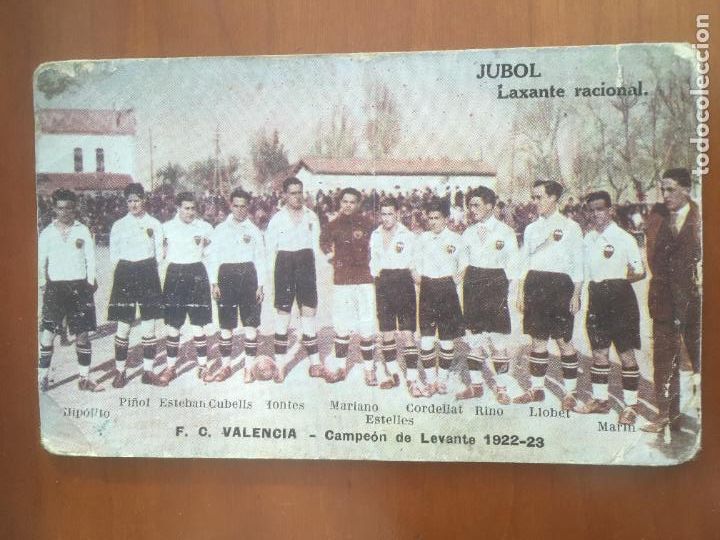 JUBOL
Laxante racional.
Hipólito Piñol Esteban Cubells Montes Mariano Estelles Cordellat Rino Llobet Marin
F. C. VALENCIA - Campeón de Levante 1922-23
todocoleccion